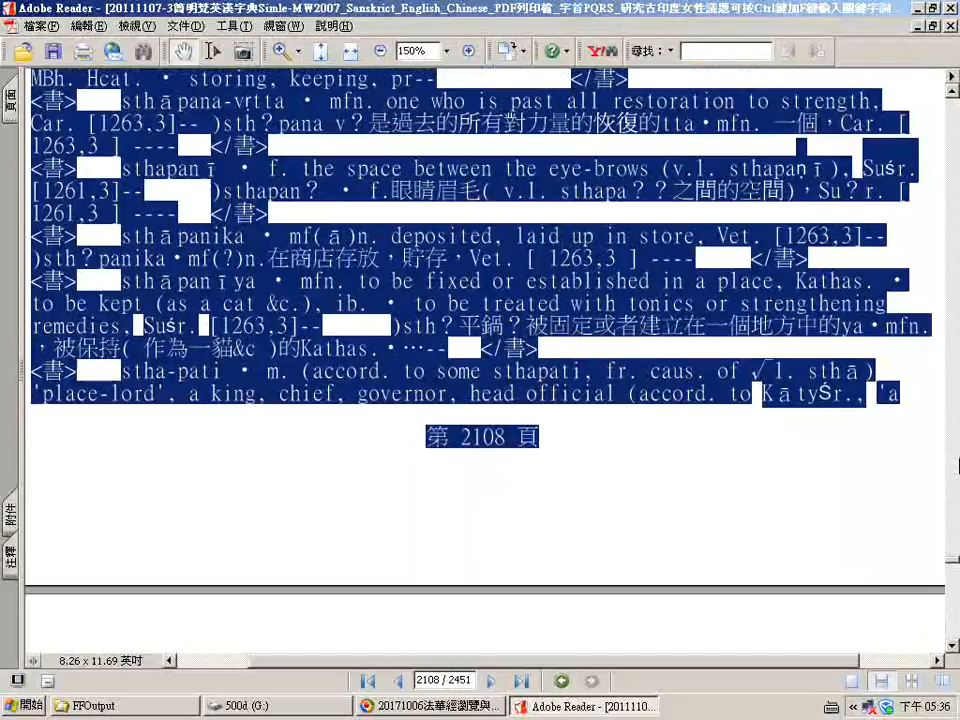 Adobe Reader - [20111107-3簡明梵英漢字典Simle-MW2007_Sanskrict_English_Chinese_PDF列印檔_字首PQRS_研究古印度女性議題可按Ctrl鍵加F鍵輸入關鍵字詞...
檔案(F) 編輯(E) 檢視(V) 文件(D) 工具(T) 視窗(W) 說明(H)
150% Y! 尋找：
頁面
附件
注釋
MBh. Hcat. • storing, keeping, pr-- </書>
<書> sthāpana-vṛtta • mfn. one who is past all restoration to strength,
Car. [1263,3]-- )sth？pana v？是過去的所有對力量的恢復的tta•mfn. 一個，Car. [
1263,3 ] ---- </書>
<書> sthapanī • f. the space between the eye-brows (v.l. sthapaṇī), Suśr.
[1261,3]-- )sthapan？ • f.眼睛眉毛( v.l. sthapa？？之間的空間)，Su？r. [
1261,3 ] ---- </書>
<書> sthāpanika • mf(ā)n. deposited, laid up in store, Vet. [1263,3]--
)sth？panika•mf(?)n.在商店存放，貯存，Vet. [ 1263,3 ] ---- </書>
<書> sthāpanīya • mfn. to be fixed or established in a place, Kathas. •
to be kept (as a cat &c.), ib. • to be treated with tonics or strengthening
remedies, Suśr. [1263,3]-- )sth？平鍋？被固定或者建立在一個地方中的ya•mfn.
，被保持( 作為一貓&c )的Kathas.•…-- </書>
<書> stha-pati • m. (accord. to some sthapati, fr. caus. of √1. sthā)
'place-lord', a king, chief, governor, head official (accord. to KātyŚr., 'a
第 2108 頁
8.26 x 11.69 英吋
2108 / 2451
開始 FFOutput 500d (G:) 20171006法華經瀏覽與... Adobe Reader - [2011110... 下午 05:36